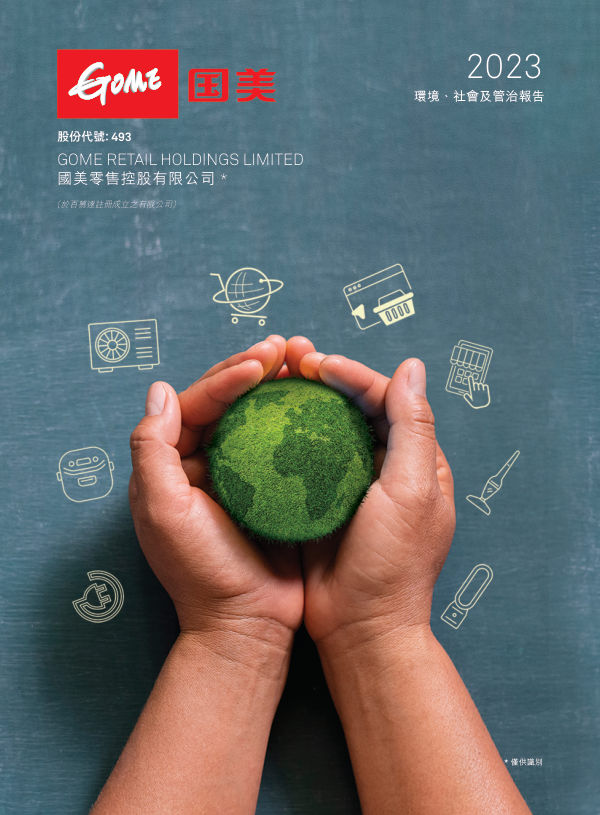 GOME 国美
2023
環境、社會及管治報告
股份代號: 493
GOME RETAIL HOLDINGS LIMITED
國美零售控股有限公司 *
(於百慕達註冊成立之有限公司)
* 僅供識別